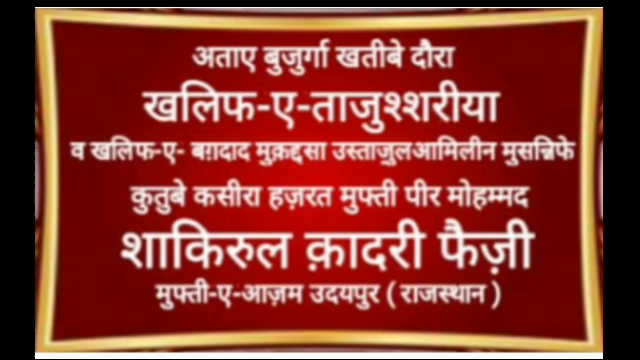 अताए बुजुर्गा खतीबे दौरा
खलिफ-ए-ताजुश्शरीया
व खलिफ-ए- बग़दाद मुक़द्दसा उस्ताजुलआमिलीन मुसन्निफे
कुतुबे कसीरा हज़रत मुफ्ती पीर मोहम्मद
शाकिरुल क़ादरी फैज़ी
मुफ्ती-ए-आज़म उदयपुर ( राजस्थान )